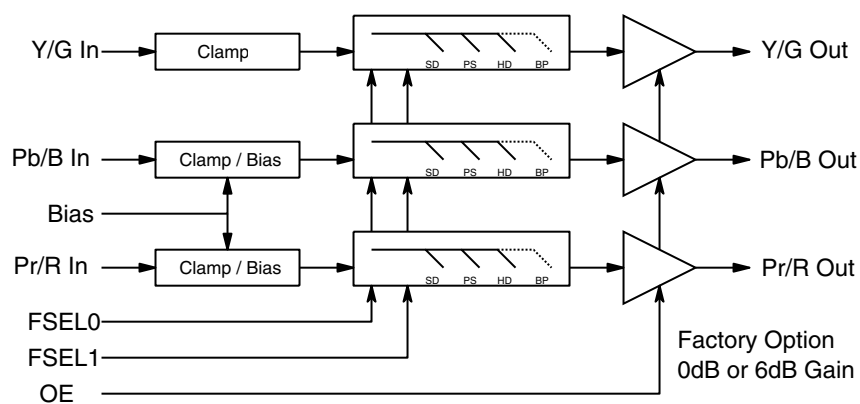 Y/G In
Clamp
SD PS HD BP
Y/G Out
Pb/B In
Clamp / Bias
SD PS HD BP
Pb/B Out
Bias
Pr/R In
Clamp / Bias
SD PS HD BP
Pr/R Out
FSEL0
FSEL1
OE
Factory Option
0dB or 6dB Gain